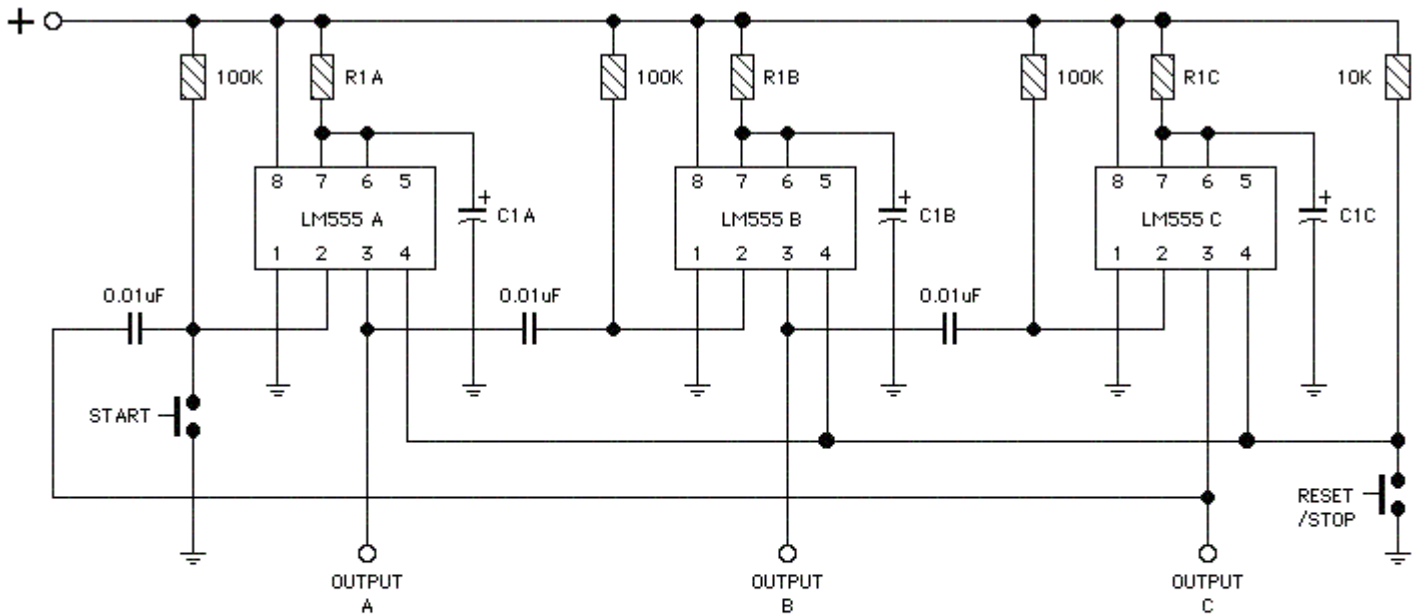 +
100K
R1A
100K
R1B
100K
R1C
10K
8 7 6 5
LM555 A
1 2 3 4
C1A
8 7 6 5
LM555 B
1 2 3 4
C1B
8 7 6 5
LM555 C
1 2 3 4
C1C
+
+
+
0.01uF
0.01uF
0.01uF
START
RESET
/STOP
OUTPUT
A
OUTPUT
B
OUTPUT
C